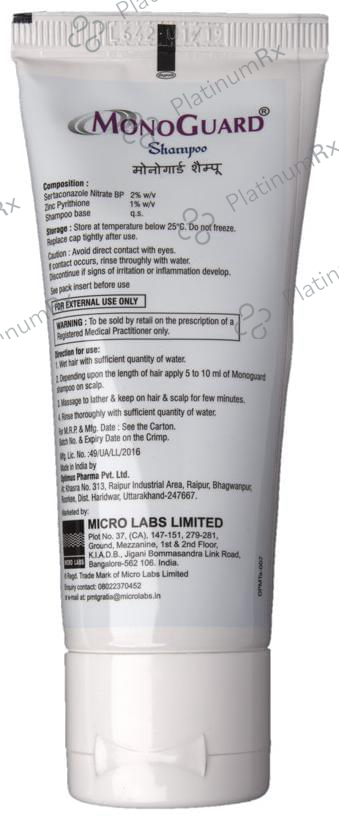 MONOGUARD®
Shampoo
मोनोगार्ड शैम्पू
Composition :
Sertaconazole Nitrate BP 2% w/v
Zinc Pyrithione 1% w/v
Shampoo base q.s.
Storage : Store at temperature below 25°C. Do not freeze.
Replace cap tightly after use.
Caution : Avoid direct contact with eyes.
If contact occurs, rinse throughly with water.
Discontinue if signs of irritation or inflammation develop.
See pack insert before use
FOR EXTERNAL USE ONLY
WARNING : To be sold by retail on the prescription of a
Registered Medical Practitioner only.
Direction for use:
1. Wet hair with sufficient quantity of water.
2. Depending upon the length of hair apply 5 to 10 ml of Monoguard
shampoo on scalp.
3. Massage to lather & keep on hair & scalp for few minutes.
4. Rinse thoroughly with sufficient quantity of water.
For M.R.P. & Mfg. Date : See the Carton.
Batch No. & Expiry Date on the Crimp.
Mfg. Lic. No. :49/UA/LL/2016
Made in India by
Optimus Pharma Pvt. Ltd.
At: Khasra No. 313, Raipur Industrial Area, Raipur, Bhagwanpur,
Roorkee, Dist. Haridwar, Uttarakhand-247667.
Marketed by:
MICRO LABS LIMITED
Plot No. 37, (CA), 147-151, 279-281,
Ground, Mezzanine, 1st & 2nd Floor,
K.I.A.D.B., Jigani Bommasandra Link Road,
Bangalore-562 106. India.
MICRO LABS
® Regd. Trade Mark of Micro Labs Limited
Enquiry contact: 08022370452
or e-mail at: pmtgratia@microlabs.in
OPMTs-007
PlatinumRx
PlatinumRx
PlatinumRx
PlatinumRx